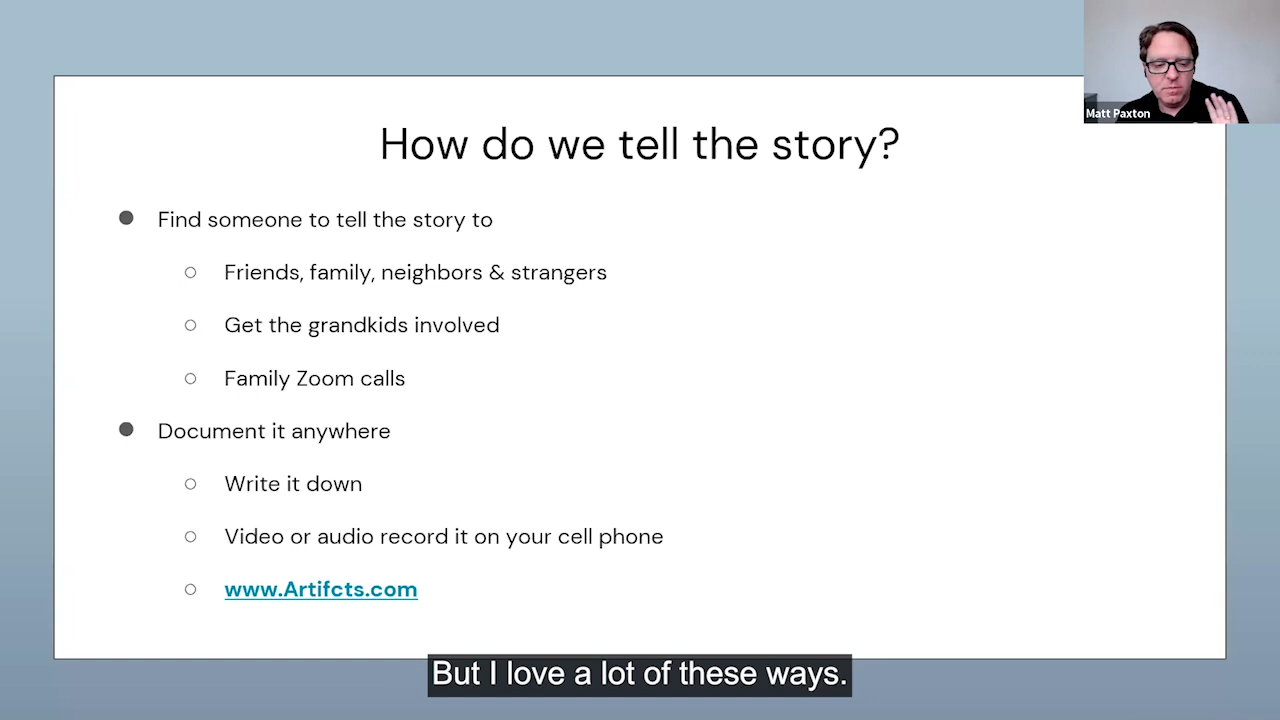 Matt Paxton
How do we tell the story?
Find someone to tell the story to
Friends, family, neighbors & strangers
Get the grandkids involved
Family Zoom calls
Document it anywhere
Write it down
Video or audio record it on your cell phone
www.Artifcts.com
But I love a lot of these ways.